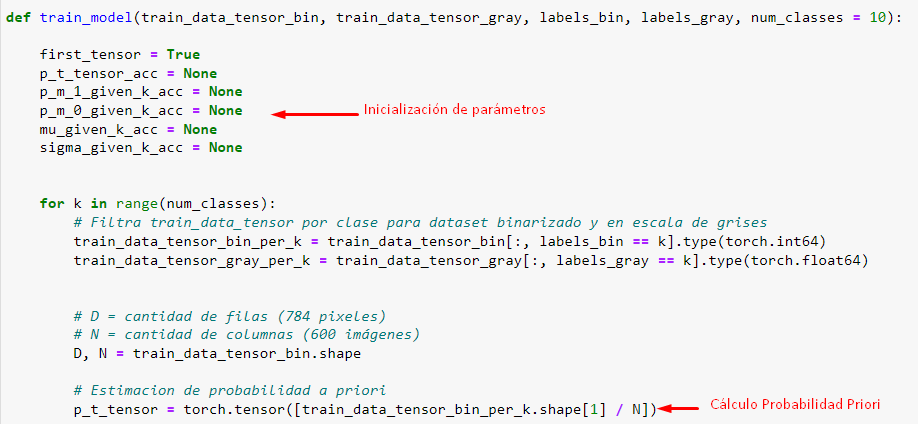 def train_model(train_data_tensor_bin, train_data_tensor_gray, labels_bin, labels_gray, num_classes = 10):
first_tensor = True
p_t_tensor_acc = None
p_m_1_given_k_acc = None
p_m_0_given_k_acc = None
Inicialización de parámetros
mu_given_k_acc = None
sigma_given_k_acc = None
for k in range(num_classes):
# Filtra train_data_tensor por clase para dataset binarizado y en escala de grises
train_data_tensor_bin_per_k = train_data_tensor_bin[:, labels_bin == k].type(torch.int64)
train_data_tensor_gray_per_k = train_data_tensor_gray[:, labels_gray == k].type(torch.float64)
# D = cantidad de filas (784 pixeles)
# N = cantidad de columnas (600 imágenes)
D, N = train_data_tensor_bin.shape
# Estimacion de probabilidad a priori
p_t_tensor = torch.tensor([train_data_tensor_bin_per_k.shape[1] / N])
Cálculo Probabilidad Priori